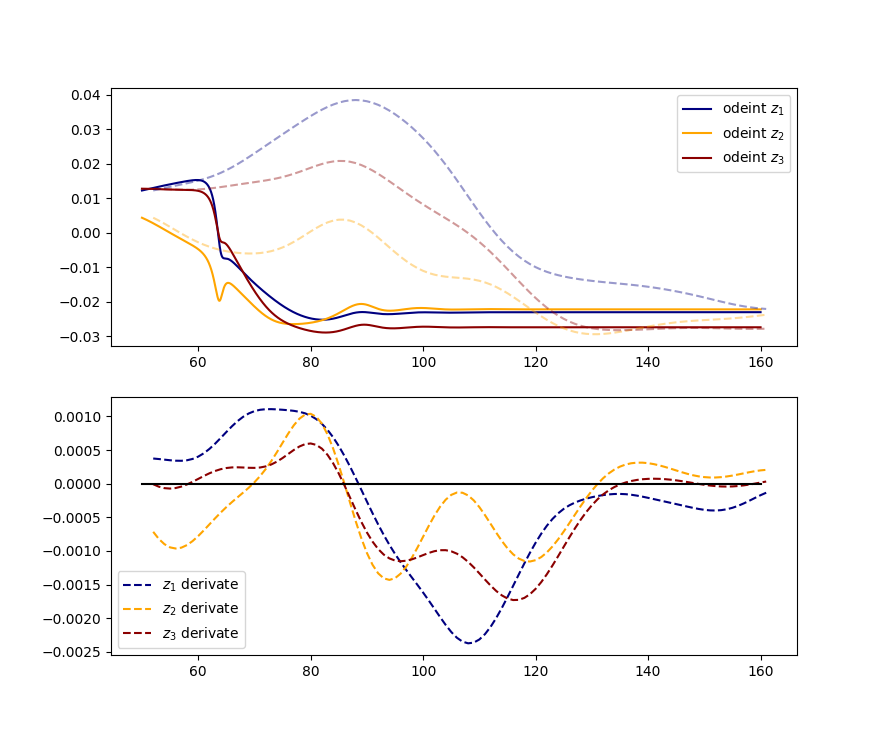 0.04
0.03
0.02
0.01
0.00
−0.01
−0.02
−0.03
odeint z₁
odeint z₂
odeint z₃
60 80 100 120 140 160
0.0010
0.0005
0.0000
−0.0005
−0.0010
−0.0015
−0.0020
−0.0025
z₁ derivate
z₂ derivate
z₃ derivate
60 80 100 120 140 160